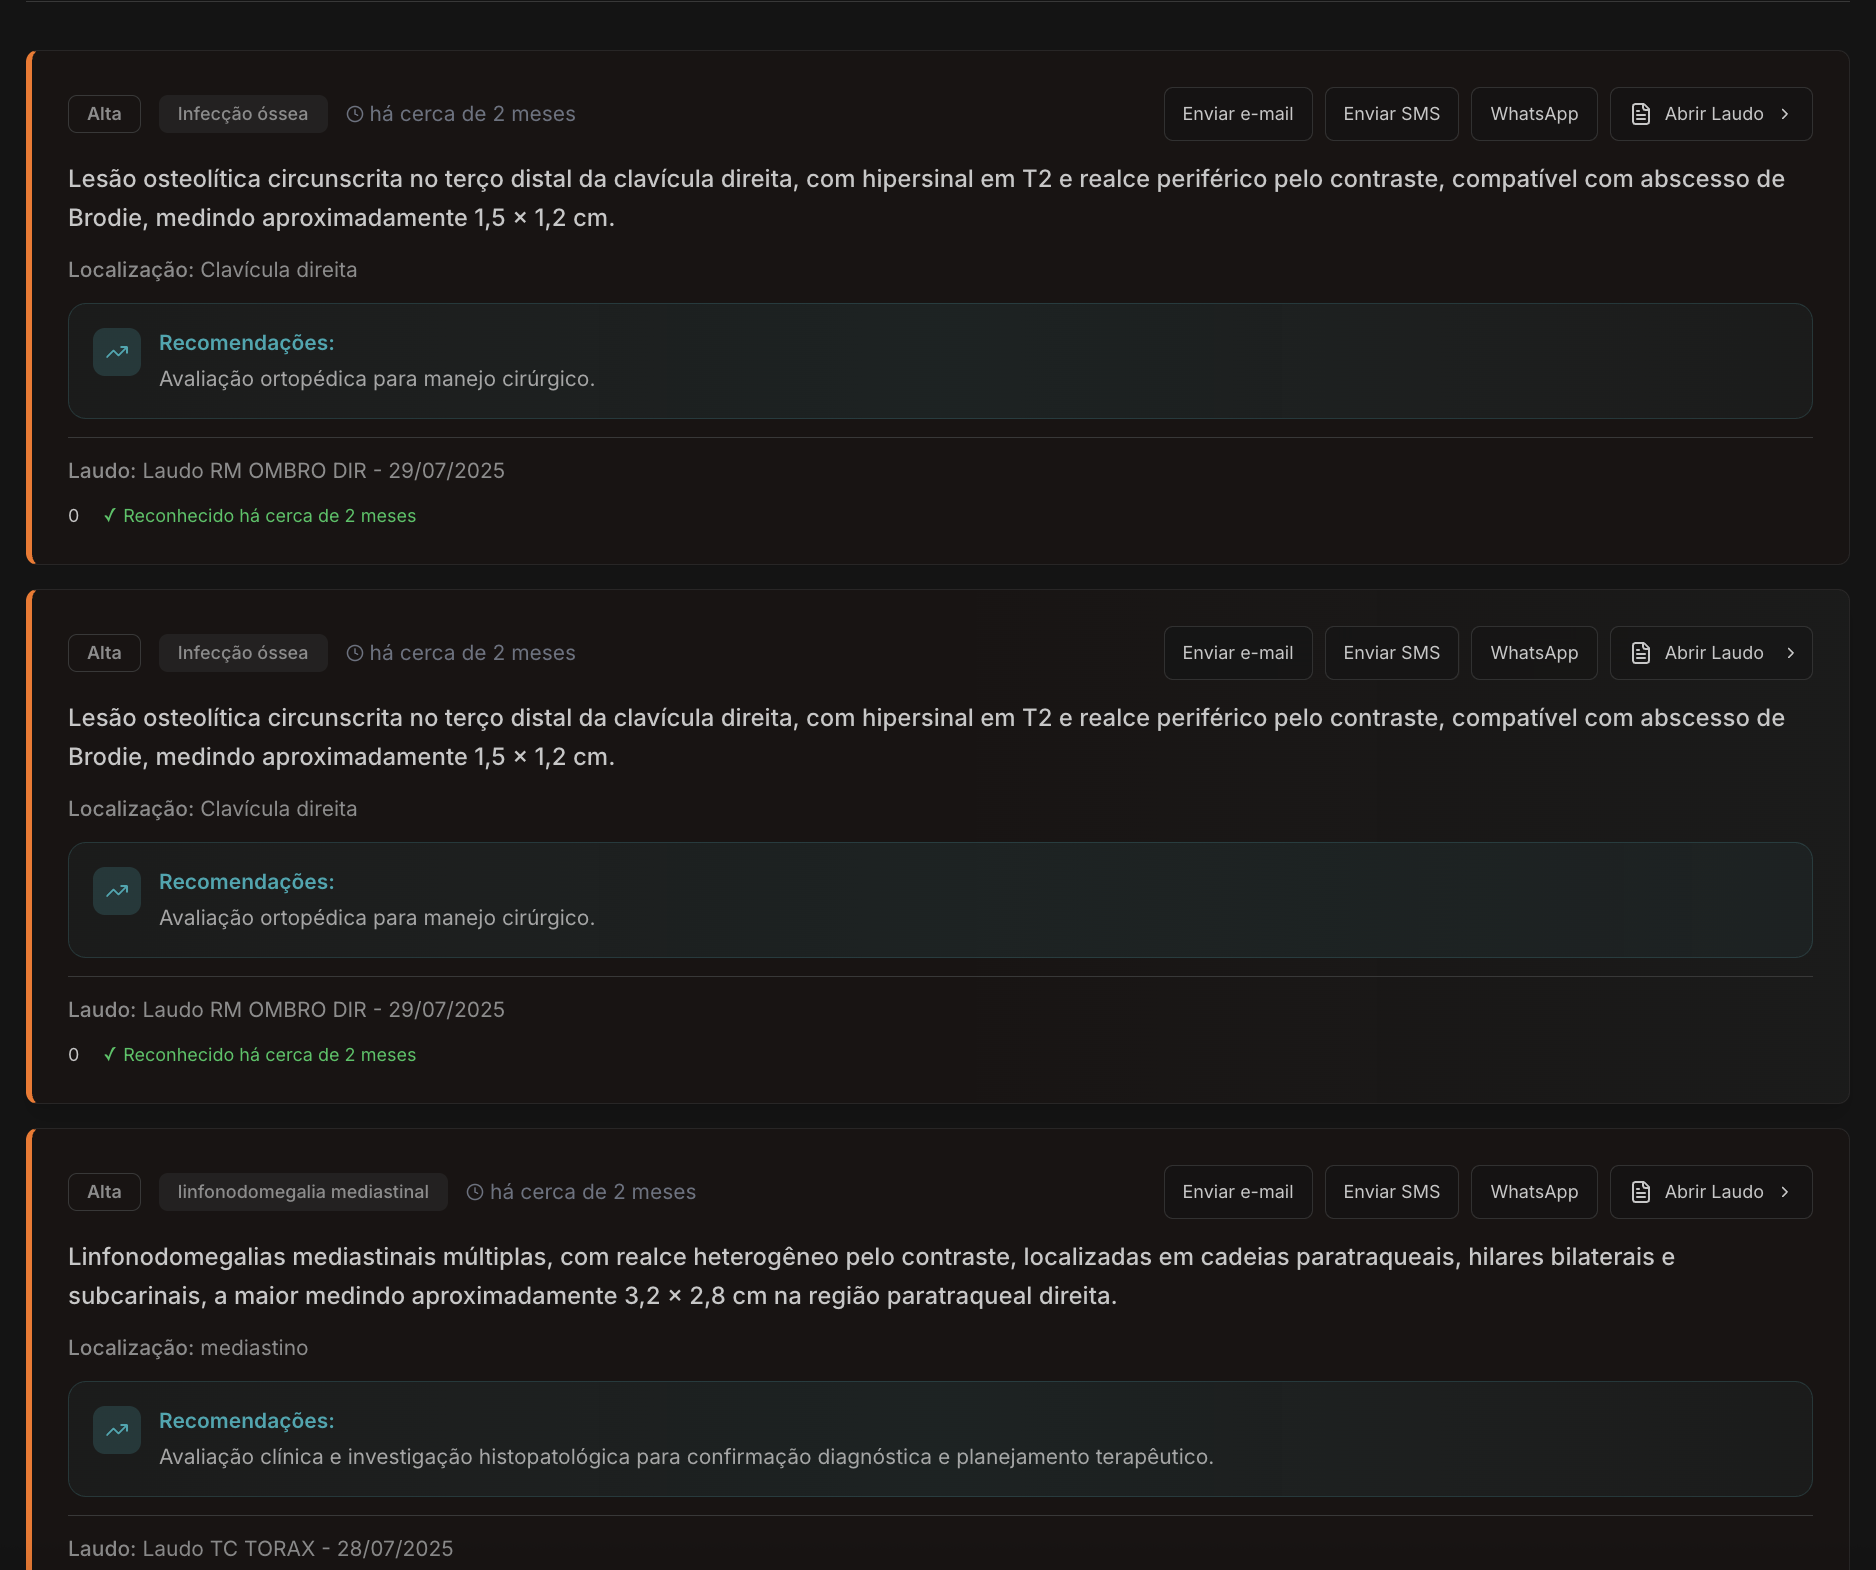 Alta Infecção óssea há cerca de 2 meses Enviar e-mail Enviar SMS WhatsApp Abrir Laudo
Lesão osteolítica circunscrita no terço distal da clavícula direita, com hipersinal em T2 e realce periférico pelo contraste, compatível com abscesso de
Brodie, medindo aproximadamente 1,5 × 1,2 cm.
Localização: Clavícula direita
Recomendações:
Avaliação ortopédica para manejo cirúrgico.
Laudo: Laudo RM OMBRO DIR - 29/07/2025
0 ✓ Reconhecido há cerca de 2 meses
Alta Infecção óssea há cerca de 2 meses Enviar e-mail Enviar SMS WhatsApp Abrir Laudo
Lesão osteolítica circunscrita no terço distal da clavícula direita, com hipersinal em T2 e realce periférico pelo contraste, compatível com abscesso de
Brodie, medindo aproximadamente 1,5 × 1,2 cm.
Localização: Clavícula direita
Recomendações:
Avaliação ortopédica para manejo cirúrgico.
Laudo: Laudo RM OMBRO DIR - 29/07/2025
0 ✓ Reconhecido há cerca de 2 meses
Alta linfonodomegalia mediastinal há cerca de 2 meses Enviar e-mail Enviar SMS WhatsApp Abrir Laudo
Linfonodomegalias mediastinais múltiplas, com realce heterogêneo pelo contraste, localizadas em cadeias paratraqueais, hilares bilaterais e
subcarinais, a maior medindo aproximadamente 3,2 × 2,8 cm na região paratraqueal direita.
Localização: mediastino
Recomendações:
Avaliação clínica e investigação histopatológica para confirmação diagnóstica e planejamento terapêutico.
Laudo: Laudo TC TORAX - 28/07/2025